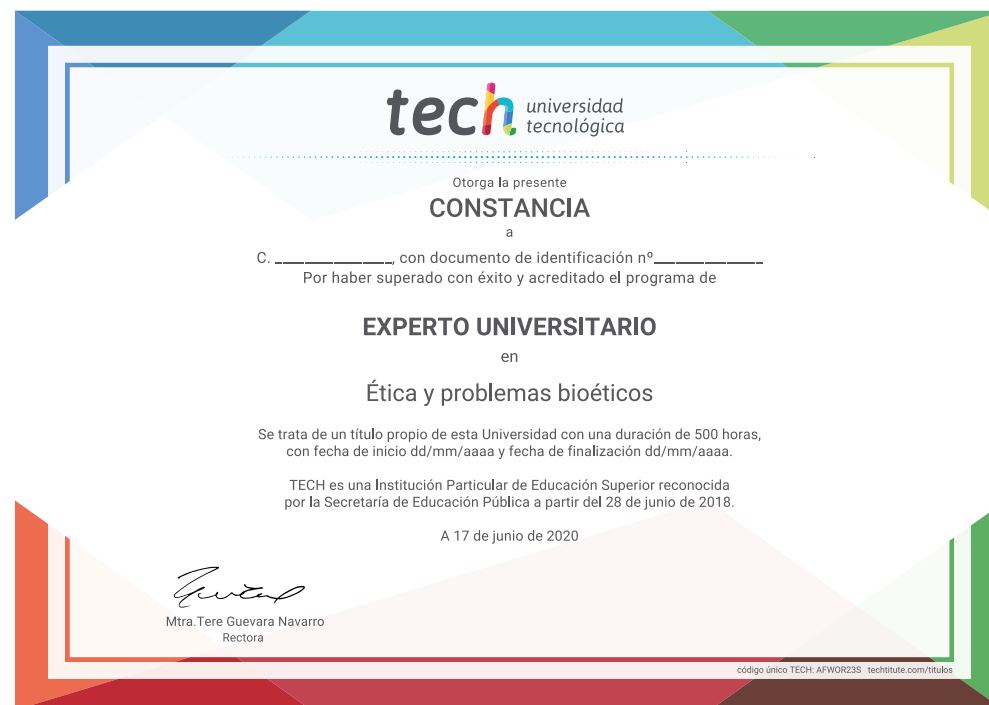 tech universidad
tecnológica
Otorga la presente
CONSTANCIA
a
C. ______________, con documento de identificación nº_____________
Por haber superado con éxito y acreditado el programa de
EXPERTO UNIVERSITARIO
en
Ética y problemas bioéticos
Se trata de un título propio de esta Universidad con una duración de 500 horas,
con fecha de inicio dd/mm/aaaa y fecha de finalización dd/mm/aaaa.
TECH es una Institución Particular de Educación Superior reconocida
por la Secretaría de Educación Pública a partir del 28 de junio de 2018.
A 17 de junio de 2020
Mtra.Tere Guevara Navarro
Rectora
código único TECH: AFWOR23S techtitute.com/titulos